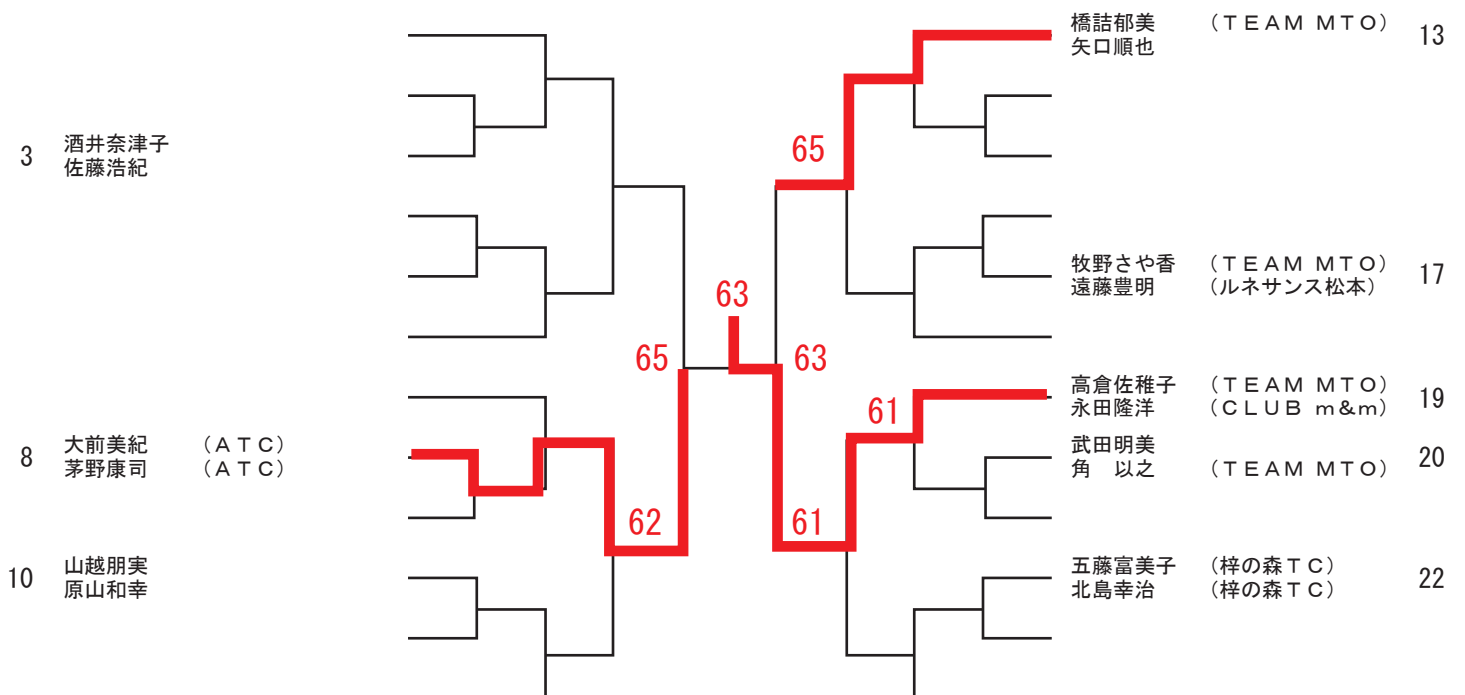 3 酒井奈津子
佐藤浩紀
8 大前美紀 （ＡＴＣ）
茅野康司 （ＡＴＣ）
10 山越朋実
原山和幸
65
62
63
63
65
61
61
橋詰郁美 （ＴＥＡＭ ＭＴＯ） 13
矢口順也
牧野さや香 （ＴＥＡＭ ＭＴＯ） 17
遠藤豊明 （ルネサンス松本）
高倉佐稚子 （ＴＥＡＭ ＭＴＯ） 19
永田隆洋 （ＣＬＵＢ ｍ＆ｍ）
武田明美 20
角　以之 （ＴＥＡＭ ＭＴＯ）
五藤富美子 （梓の森ＴＣ） 22
北島幸治 （梓の森ＴＣ）